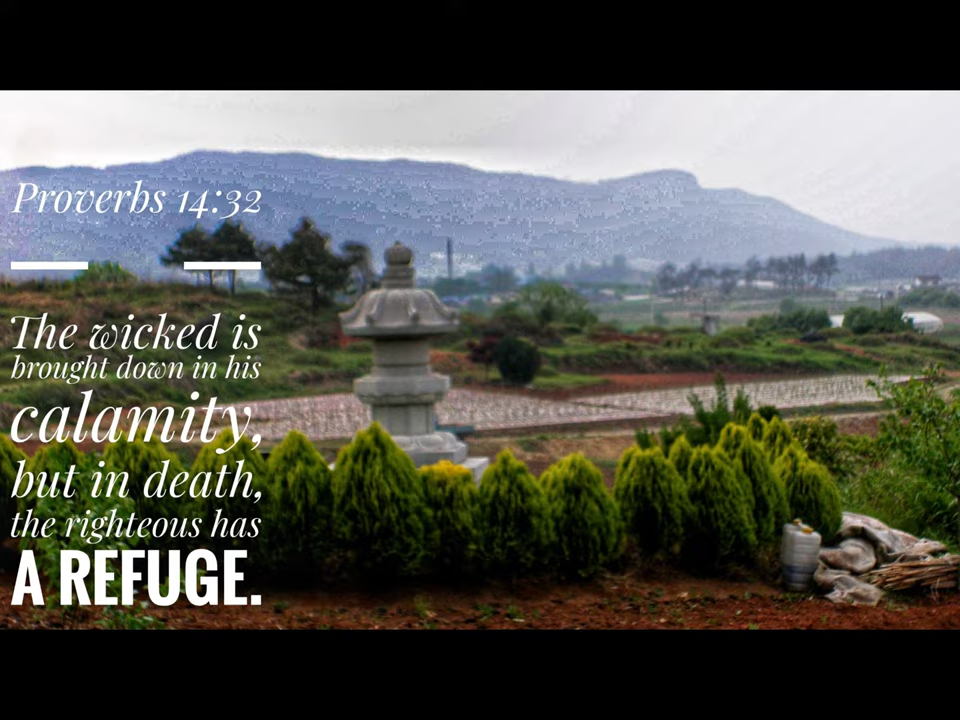 Proverbs 14:32
The wicked is
brought down in his
calamity,
but in death,
the righteous has
A REFUGE.